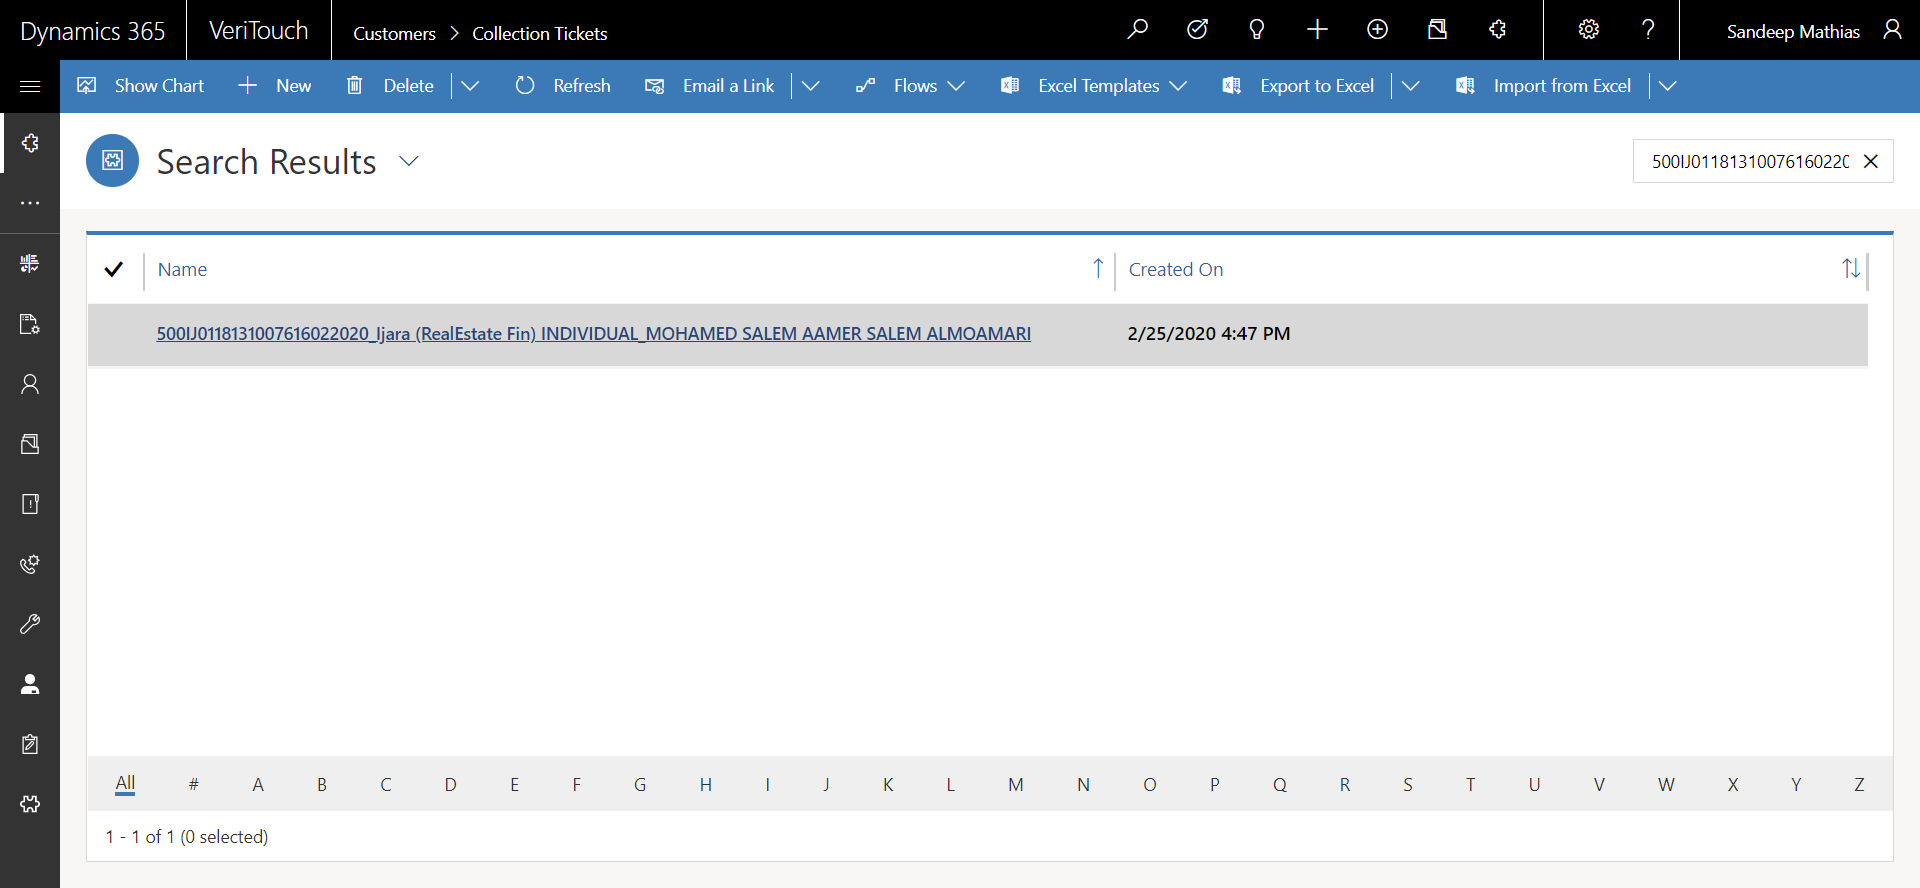 Dynamics 365 VeriTouch Customers > Collection Tickets Sandeep Mathias
Show Chart New Delete Refresh Email a Link Flows Excel Templates Export to Excel Import from Excel
Search Results 500IJ0118131007616022
Name Created On
500IJ0118131007616022020_Ijara (RealEstate Fin) INDIVIDUAL_MOHAMED SALEM AAMER SALEM ALMOAMARI 2/25/2020 4:47 PM
All # A B C D E F G H I J K L M N O P Q R S T U V W X Y Z
1 - 1 of 1 (0 selected)